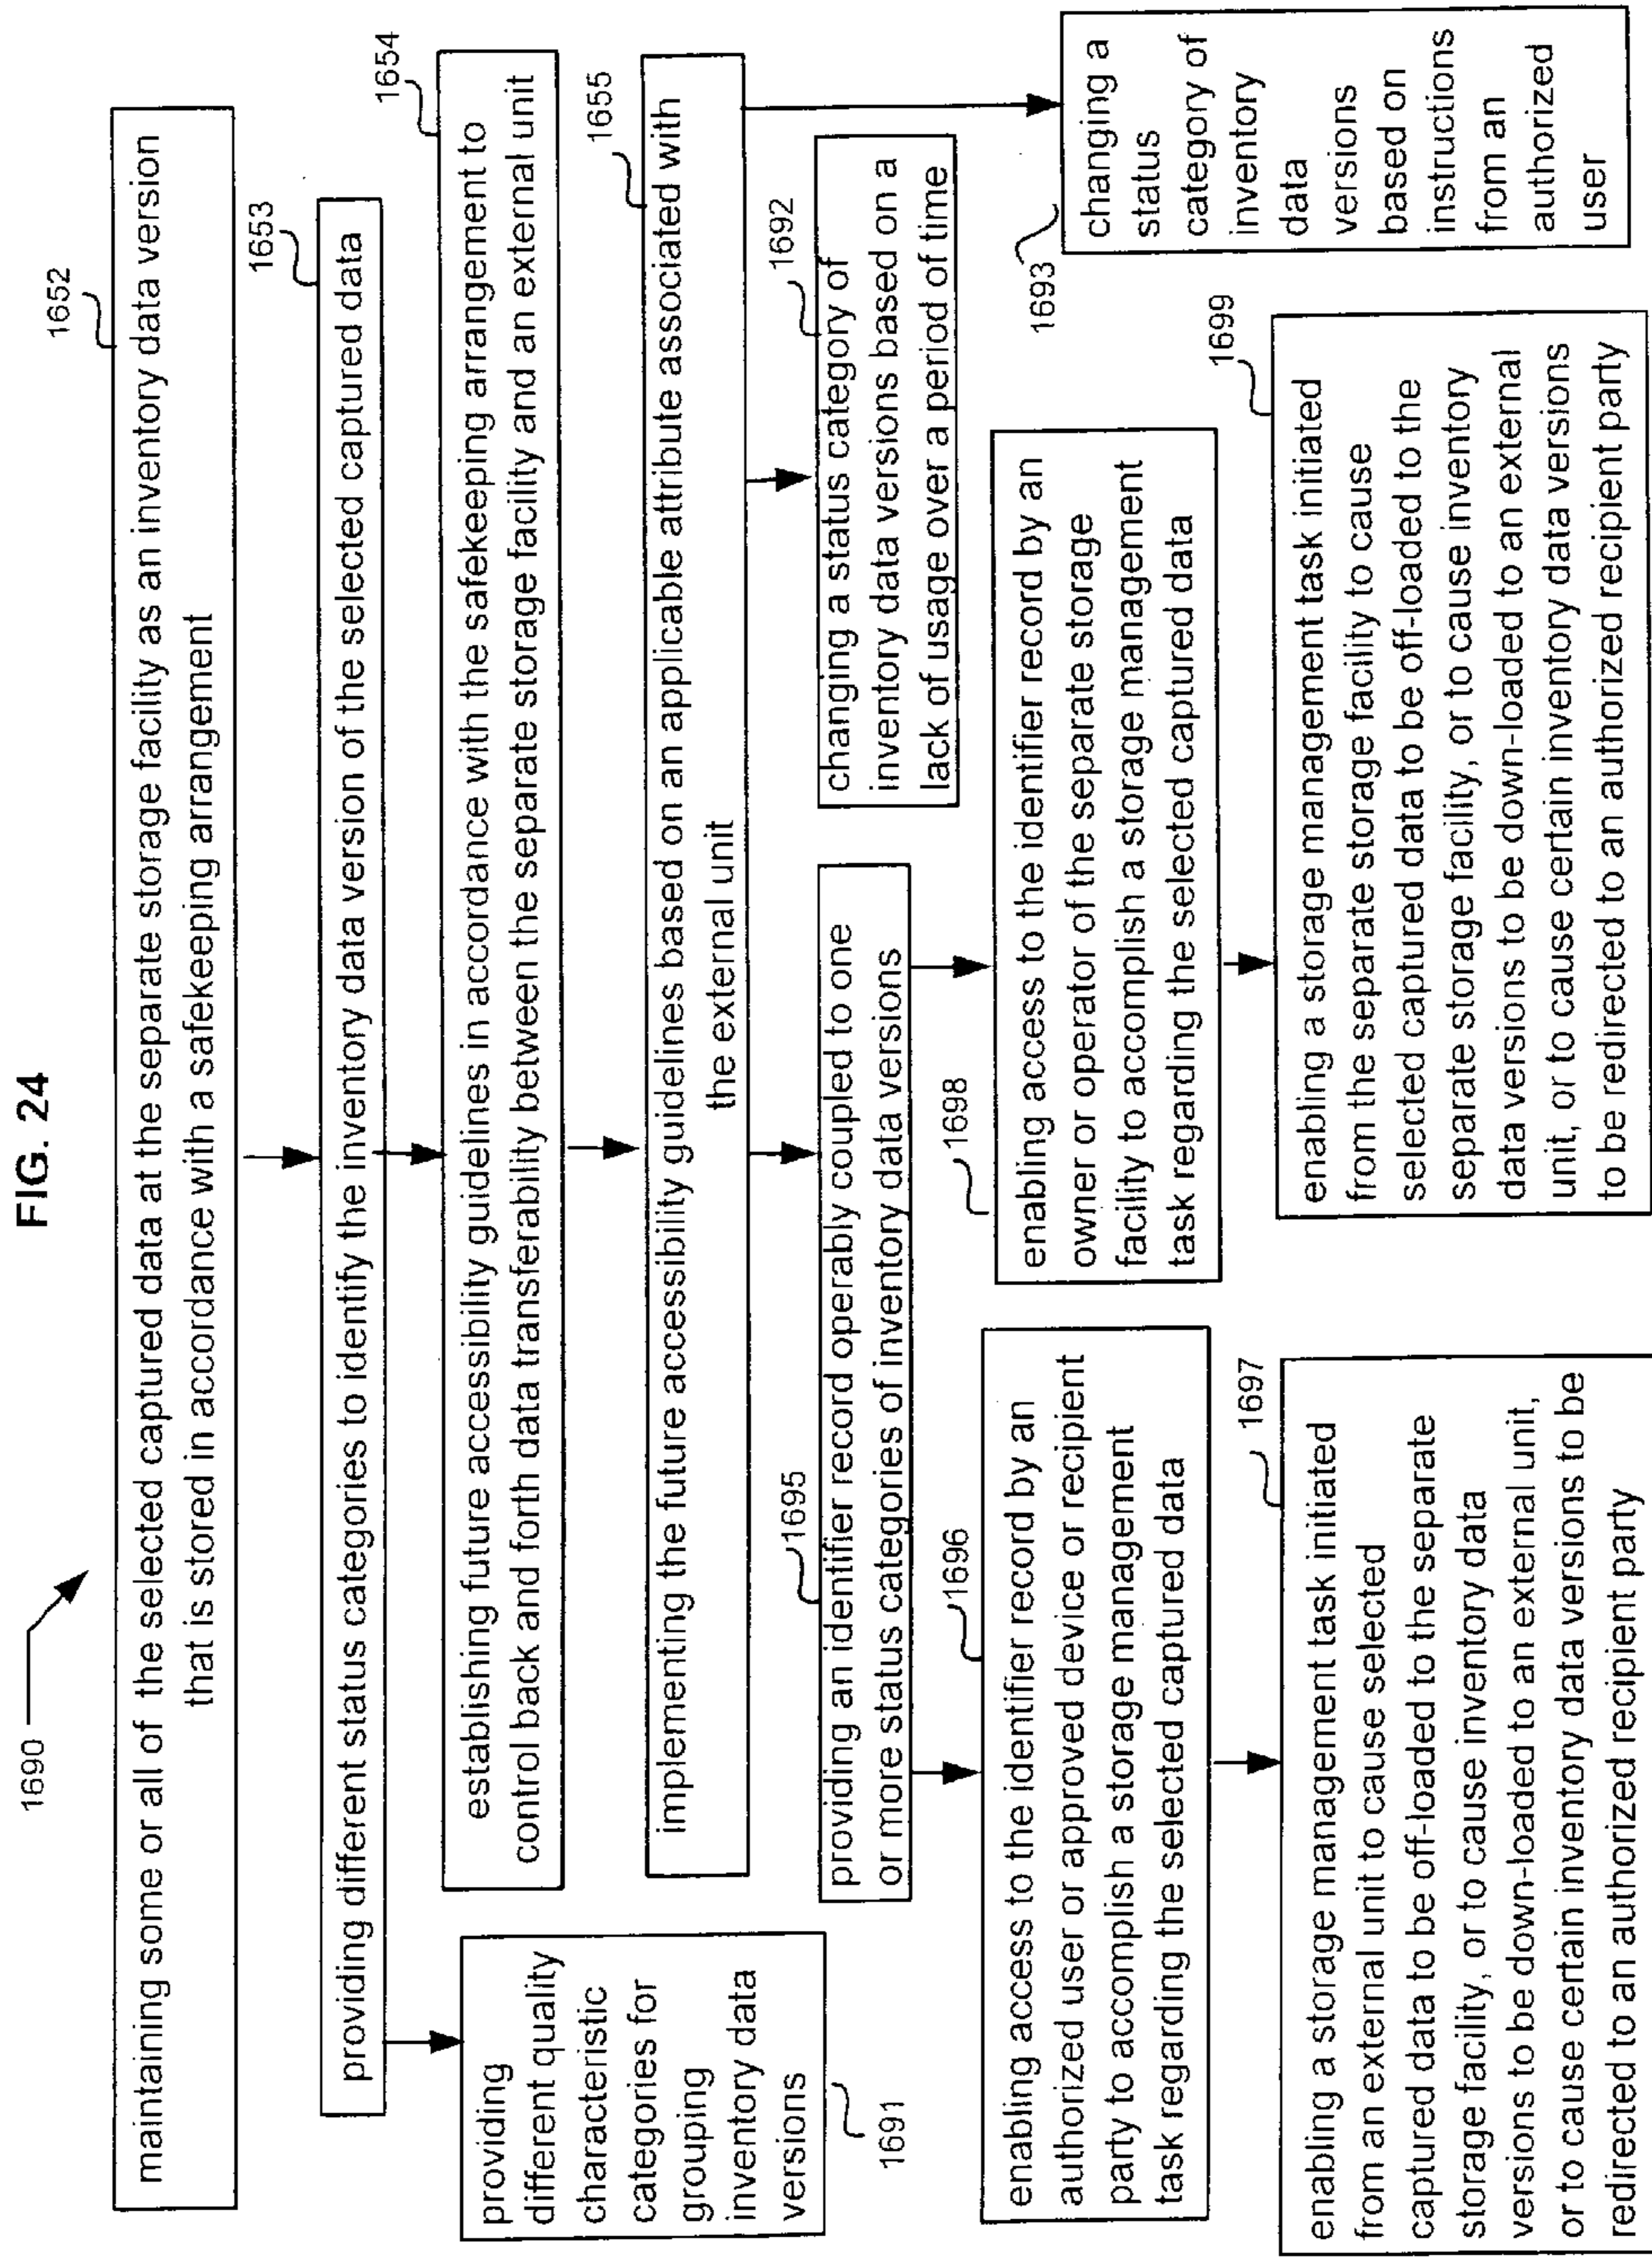 FIG. 24
1690
1652
maintaining some or all of the selected captured data at the separate storage facility as an inventory data version
that is stored in accordance with a safekeeping arrangement
1653
providing different status categories to identify the inventory data version of the selected captured data
1654
establishing future accessibility guidelines in accordance with the safekeeping arrangement to
control back and forth data transferability between the separate storage facility and an external unit
providing
different quality
characteristic
categories for
grouping
inventory data
versions
1691
1655
implementing the future accessibility guidelines based on an applicable attribute associated with
the external unit
1695
providing an identifier record operably coupled to one
or more status categories of inventory data versions
1692
changing a status category of
inventory data versions based on a
lack of usage over a period of time
1693
changing a
status
category of
inventory
data
versions
based on
instructions
from an
authorized
user
1696
enabling access to the identifier record by an
authorized user or approved device or recipient
party to accomplish a storage management
task regarding the selected captured data
1698
enabling access to the identifier record by an
owner or operator of the separate storage
facility to accomplish a storage management
task regarding the selected captured data
1697
enabling a storage management task initiated
from an external unit to cause selected
captured data to be off-loaded to the separate
storage facility, or to cause inventory data
versions to be down-loaded to an external unit,
or to cause certain inventory data versions to be
redirected to an authorized recipient party
1699
enabling a storage management task initiated
from the separate storage facility to cause
selected captured data to be off-loaded to the
separate storage facility, or to cause inventory
data versions to be down-loaded to an external
unit, or to cause certain inventory data versions
to be redirected to an authorized recipient party